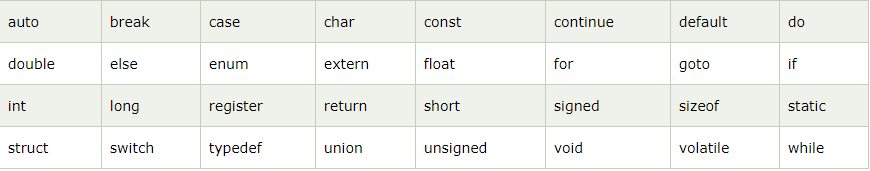 auto break case char const continue default do
double else enum extern float for goto if
int long register return short signed sizeof static
struct switch typedef union unsigned void volatile while